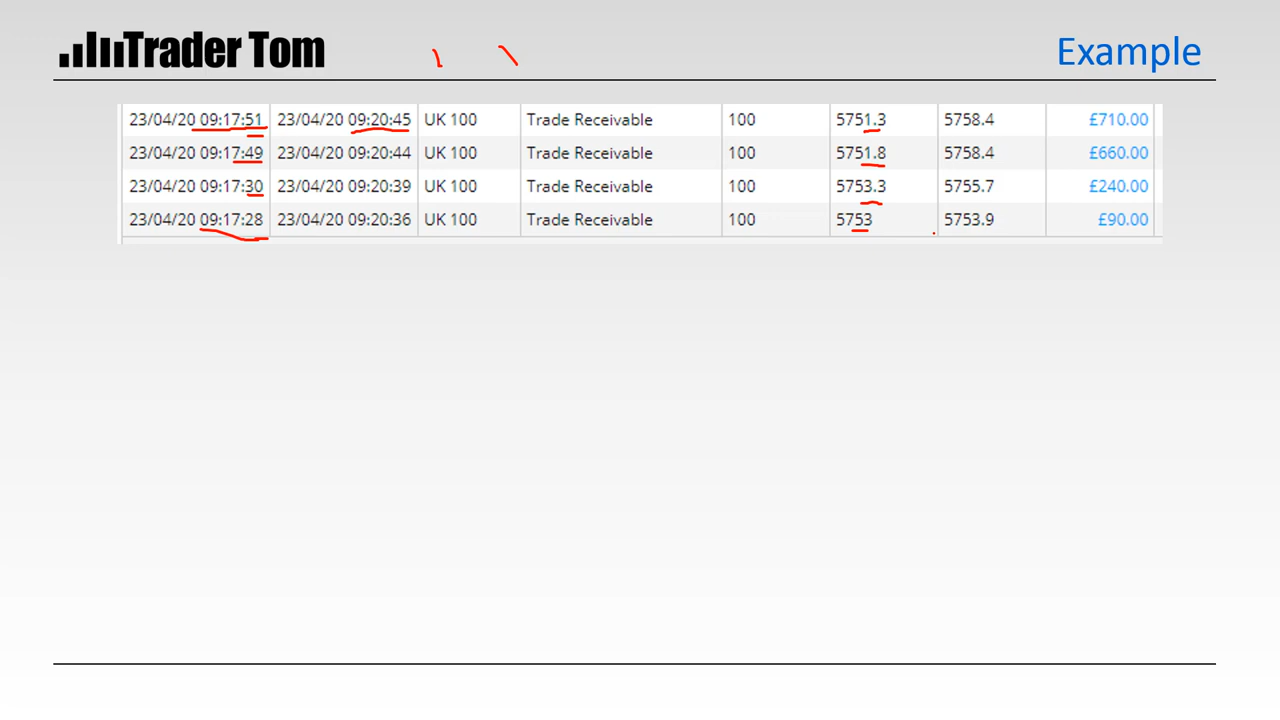 Trader Tom Example
23/04/20 09:17:51 23/04/20 09:20:45 UK 100 Trade Receivable 100 5751.3 5758.4 £710.00
23/04/20 09:17:49 23/04/20 09:20:44 UK 100 Trade Receivable 100 5751.8 5758.4 £660.00
23/04/20 09:17:30 23/04/20 09:20:39 UK 100 Trade Receivable 100 5753.3 5755.7 £240.00
23/04/20 09:17:28 23/04/20 09:20:36 UK 100 Trade Receivable 100 5753 5753.9 £90.00